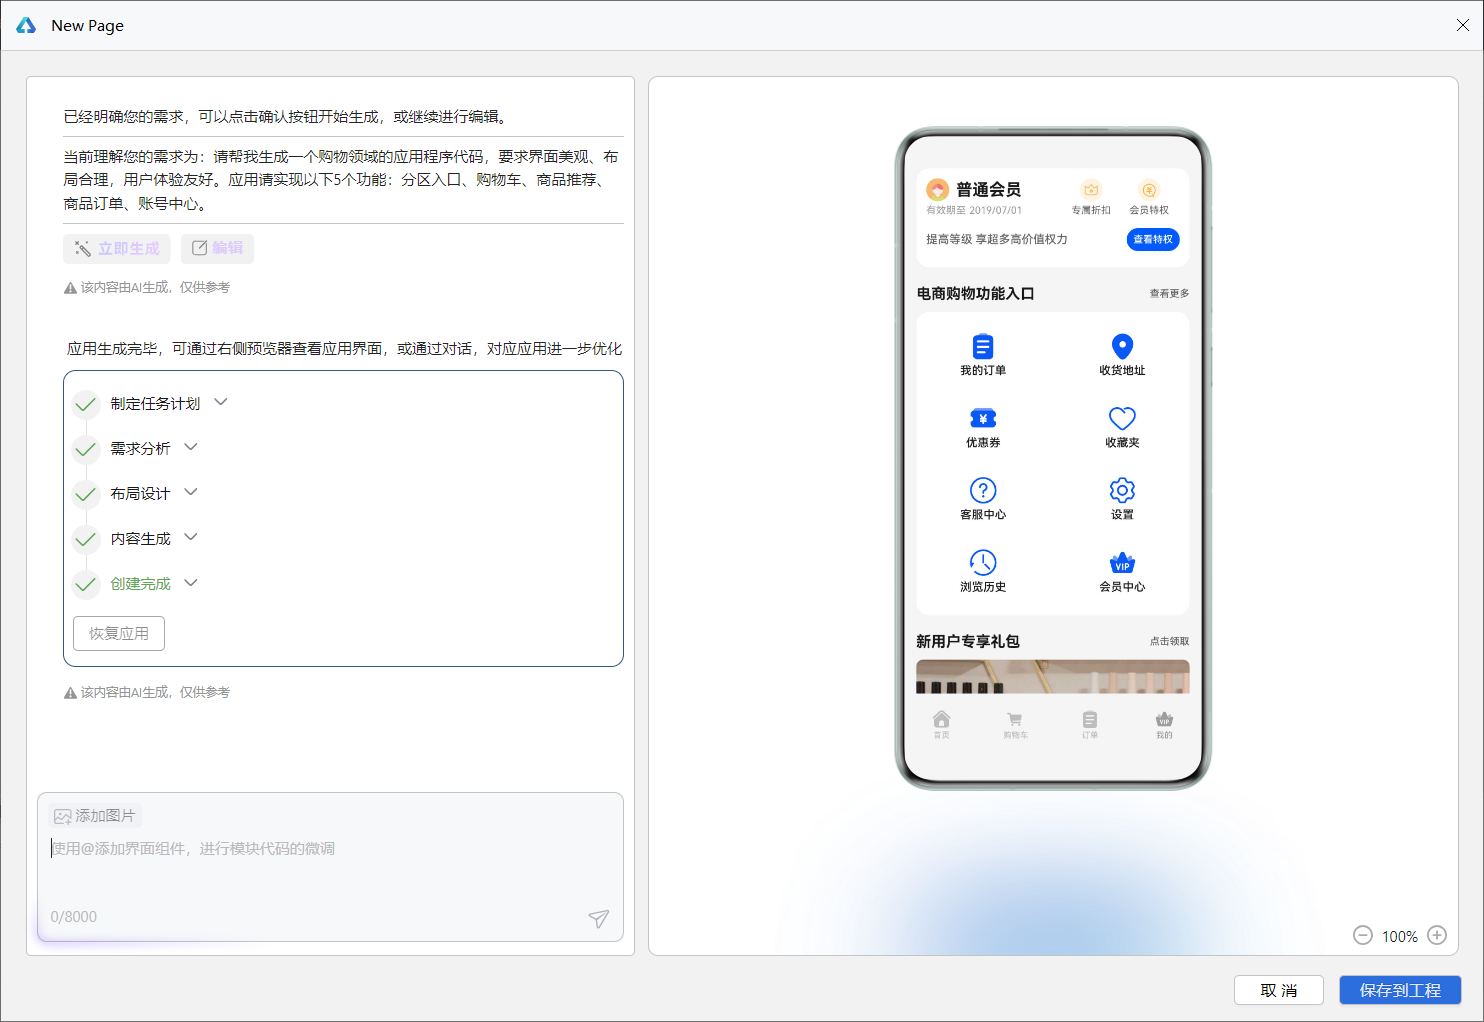 New Page
已经明确您的需求，可以点击确认按钮开始生成，或继续进行编辑。
当前理解您的需求为：请帮我生成一个购物领域的应用程序代码，要求界面美观、布
局合理，用户体验友好。应用请实现以下5个功能：分区入口、购物车、商品推荐、
商品订单、账号中心。
立即生成
编辑
该内容由AI生成，仅供参考
应用生成完毕，可通过右侧预览器查看应用界面，或通过对话，对应应用进一步优化
制定任务计划
需求分析
布局设计
内容生成
创建完成
恢复应用
该内容由AI生成，仅供参考
添加图片
使用@添加界面组件，进行模块代码的微调
0/8000
普通会员
有效期至 2019/07/01
专属折扣
会员特权
提高等级 享超多高价值权力
查看特权
电商购物功能入口
查看更多
我的订单
收货地址
优惠券
收藏夹
客服中心
设置
浏览历史
VIP
会员中心
新用户专享礼包
点击领取
首页
购物车
订单
VIP
我的
100%
取 消
保存到工程